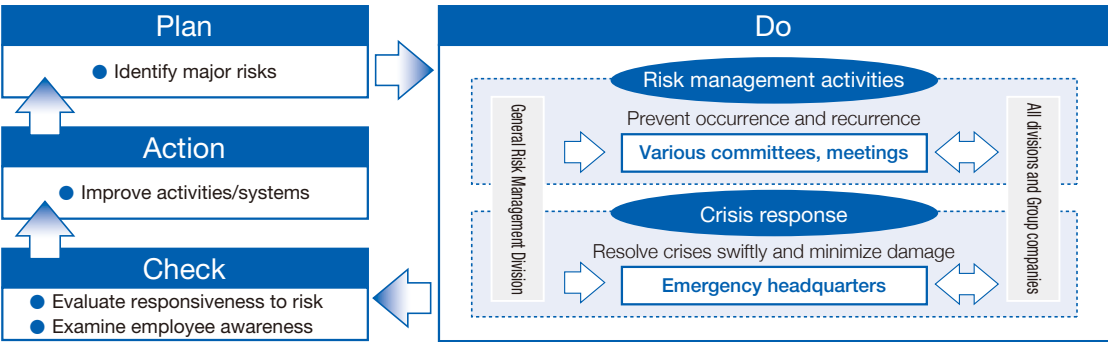 Plan
Identify major risks
Action
Improve activities/systems
Check
Evaluate responsiveness to risk
Examine employee awareness
Do
General Risk Management Division
Risk management activities
Prevent occurrence and recurrence
Various committees, meetings
Crisis response
Resolve crises swiftly and minimize damage
Emergency headquarters
All divisions and Group companies